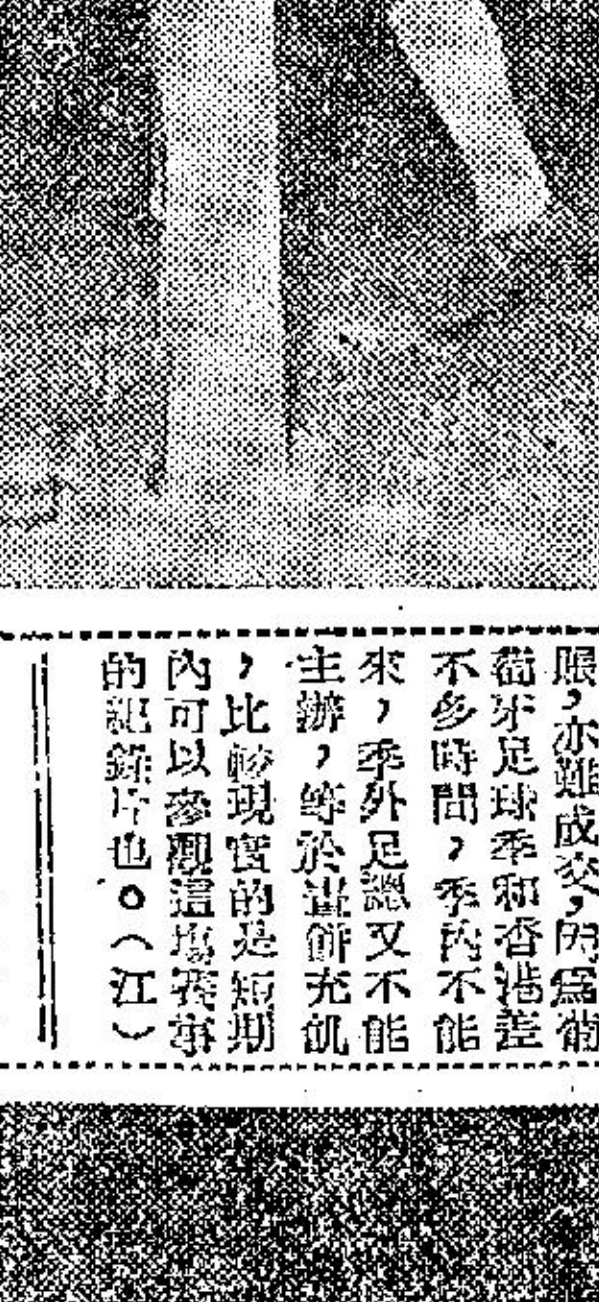 賬,亦難成交,因為葡
萄牙足球季和香港差
不多時間,季內不能
來,季外足總又不能
主辦,等於畫餅充飢
,比較現實的是短期
內可以參觀這場賽事
的紀錄片也。(江)